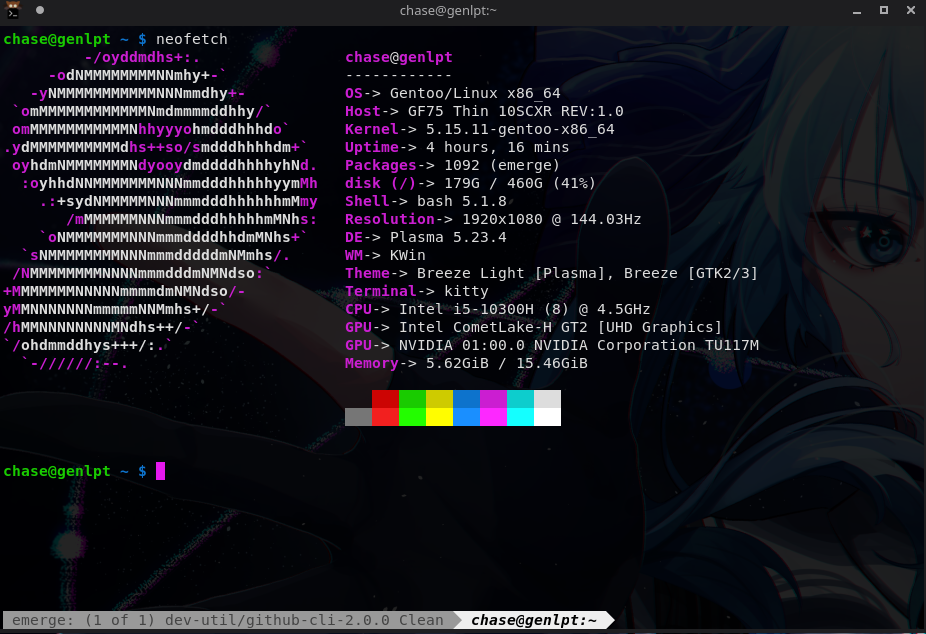 chase@genlpt:~
chase@genlpt ~ $ neofetch
-/oyddmdhs+:. chase@genlpt
-odNMMMMMMMMNNmhy+-` ------------
-yNMMMMMMMMMMMNNNmmdhy+- OS-> Gentoo/Linux x86_64
`omMMMMMMMMMMMMNmdmmmmddhhy/` Host-> GF75 Thin 10SCXR REV:1.0
omMMMMMMMMMMMNhhyyyohmdddhhhdo` Kernel-> 5.15.11-gentoo-x86_64
.ydMMMMMMMMMMdhs++so/smdddhhhhdm+` Uptime-> 4 hours, 16 mins
oyhdmNMMMMMMMNdyooydmddddhhhhyhNd. Packages-> 1092 (emerge)
:oyhhdNNMMMMMMMNNNmmdddhhhhhyymMh disk (/)-> 179G / 460G (41%)
.:+sydNMMMMMNNNmmmdddhhhhhhmMmy Shell-> bash 5.1.8
/mMMMMMMNNNmmmdddhhhhhmMNhs: Resolution-> 1920x1080 @ 144.03Hz
`oNMMMMMMMNNNmmmddddhhdmMNhs+` DE-> Plasma 5.23.4
`sNMMMMMMMMNNNmmmdddddmNMmhs/. WM-> KWin
/NMMMMMMMMNNNNmmmdddmNMNdso:` Theme-> Breeze Light [Plasma], Breeze [GTK2/3]
+MMMMMMMNNNNNmmmmdmNMNdso/- Terminal-> kitty
yMMNNNNNNNmmmmmNNMmhs+/-` CPU-> Intel i5-10300H (8) @ 4.5GHz
/hMMNNNNNNNNMNdhs++/-` GPU-> Intel CometLake-H GT2 [UHD Graphics]
`/ohdmmddhys+++/:.` GPU-> NVIDIA 01:00.0 NVIDIA Corporation TU117M
`-//////:--. Memory-> 5.62GiB / 15.46GiB
chase@genlpt ~ $
emerge: (1 of 1) dev-util/github-cli-2.0.0 Clean chase@genlpt:~